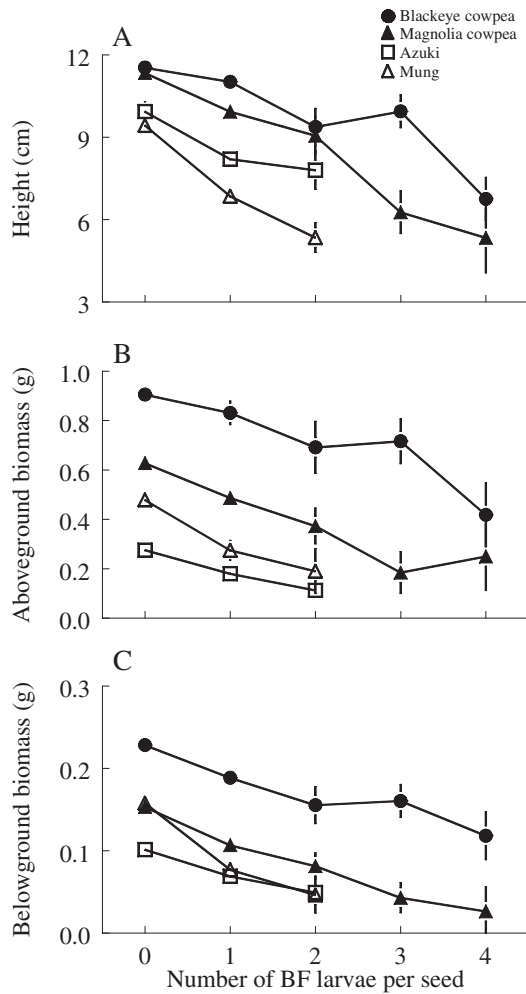 Blackeye cowpea
Magnolia cowpea
Azuki
Mung
A
12
9
6
3
Height (cm)
B
1.0
0.8
0.6
0.4
0.2
0.0
Aboveground biomass (g)
C
0.3
0.2
0.1
0.0
Belowground biomass (g)
0 1 2 3 4
Number of BF larvae per seed